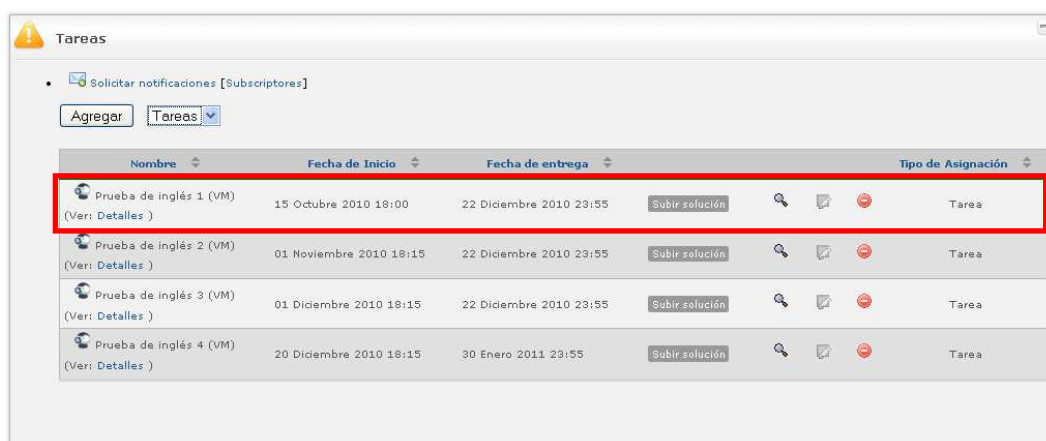 Tareas
Solicitar notificaciones [Subscriptores]
Agregar Tareas
Nombre Fecha de Inicio Fecha de entrega Tipo de Asignación
Prueba de inglés 1 (VM)
(Ver: Detalles ) 15 Octubre 2010 18:00 22 Diciembre 2010 23:55 Subir solución Tarea
Prueba de inglés 2 (VM)
(Ver: Detalles ) 01 Noviembre 2010 18:15 22 Diciembre 2010 23:55 Subir solución Tarea
Prueba de inglés 3 (VM)
(Ver: Detalles ) 01 Diciembre 2010 18:15 22 Diciembre 2010 23:55 Subir solución Tarea
Prueba de inglés 4 (VM)
(Ver: Detalles ) 20 Diciembre 2010 18:15 30 Enero 2011 23:55 Subir solución Tarea